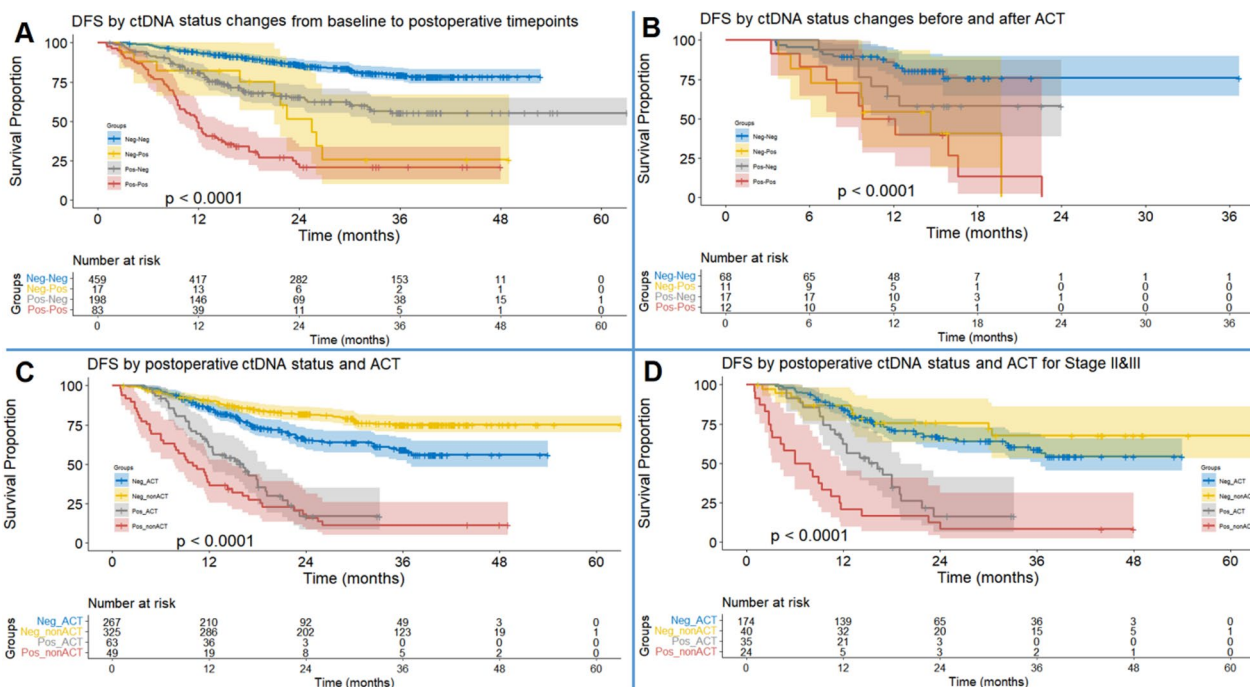 A
DFS by ctDNA status changes from baseline to postoperative timepoints
Survival Proportion
100
75
50
25
0
Groups
Neg-Neg
Neg-Pos
Pos-Neg
Pos-Pos
p < 0.0001
0 12 24 36 48 60
Time (months)
Number at risk
Groups
Neg-Neg 459 417 282 153 11 0
Neg-Pos 17 13 6 2 1 0
Pos-Neg 198 146 69 38 15 1
Pos-Pos 83 39 11 5 1 0
0 12 24 36 48 60
B
DFS by ctDNA status changes before and after ACT
Survival Proportion
100
75
50
25
0
Groups
Neg-Neg
Neg-Pos
Pos-Neg
Pos-Pos
p < 0.0001
0 6 12 18 24 30 36
Time (months)
Number at risk
Groups
Neg-Neg 68 65 48 7 1 1 1
Neg-Pos 11 9 5 1 0 0 0
Pos-Neg 17 17 10 3 1 0 0
Pos-Pos 12 10 5 1 0 0 0
0 6 12 18 24 30 36
C
DFS by postoperative ctDNA status and ACT
Survival Proportion
100
75
50
25
0
Groups
Neg_ACT
Neg_nonACT
Pos_ACT
Pos_nonACT
p < 0.0001
0 12 24 36 48 60
Time (months)
Number at risk
Groups
Neg_ACT 267 210 92 49 3 0
Neg_nonACT 325 286 202 123 19 1
Pos_ACT 63 36 3 0 0 0
Pos_nonACT 49 19 8 5 2 0
0 12 24 36 48 60
D
DFS by postoperative ctDNA status and ACT for Stage II&III
Survival Proportion
100
75
50
25
0
Groups
Neg_ACT
Neg_nonACT
Pos_ACT
Pos_nonACT
p < 0.0001
0 12 24 36 48 60
Time (months)
Number at risk
Groups
Neg_ACT 174 139 65 36 3 0
Neg_nonACT 40 32 20 15 5 1
Pos_ACT 35 21 3 0 0 0
Pos_nonACT 24 5 3 2 1 0
0 12 24 36 48 60